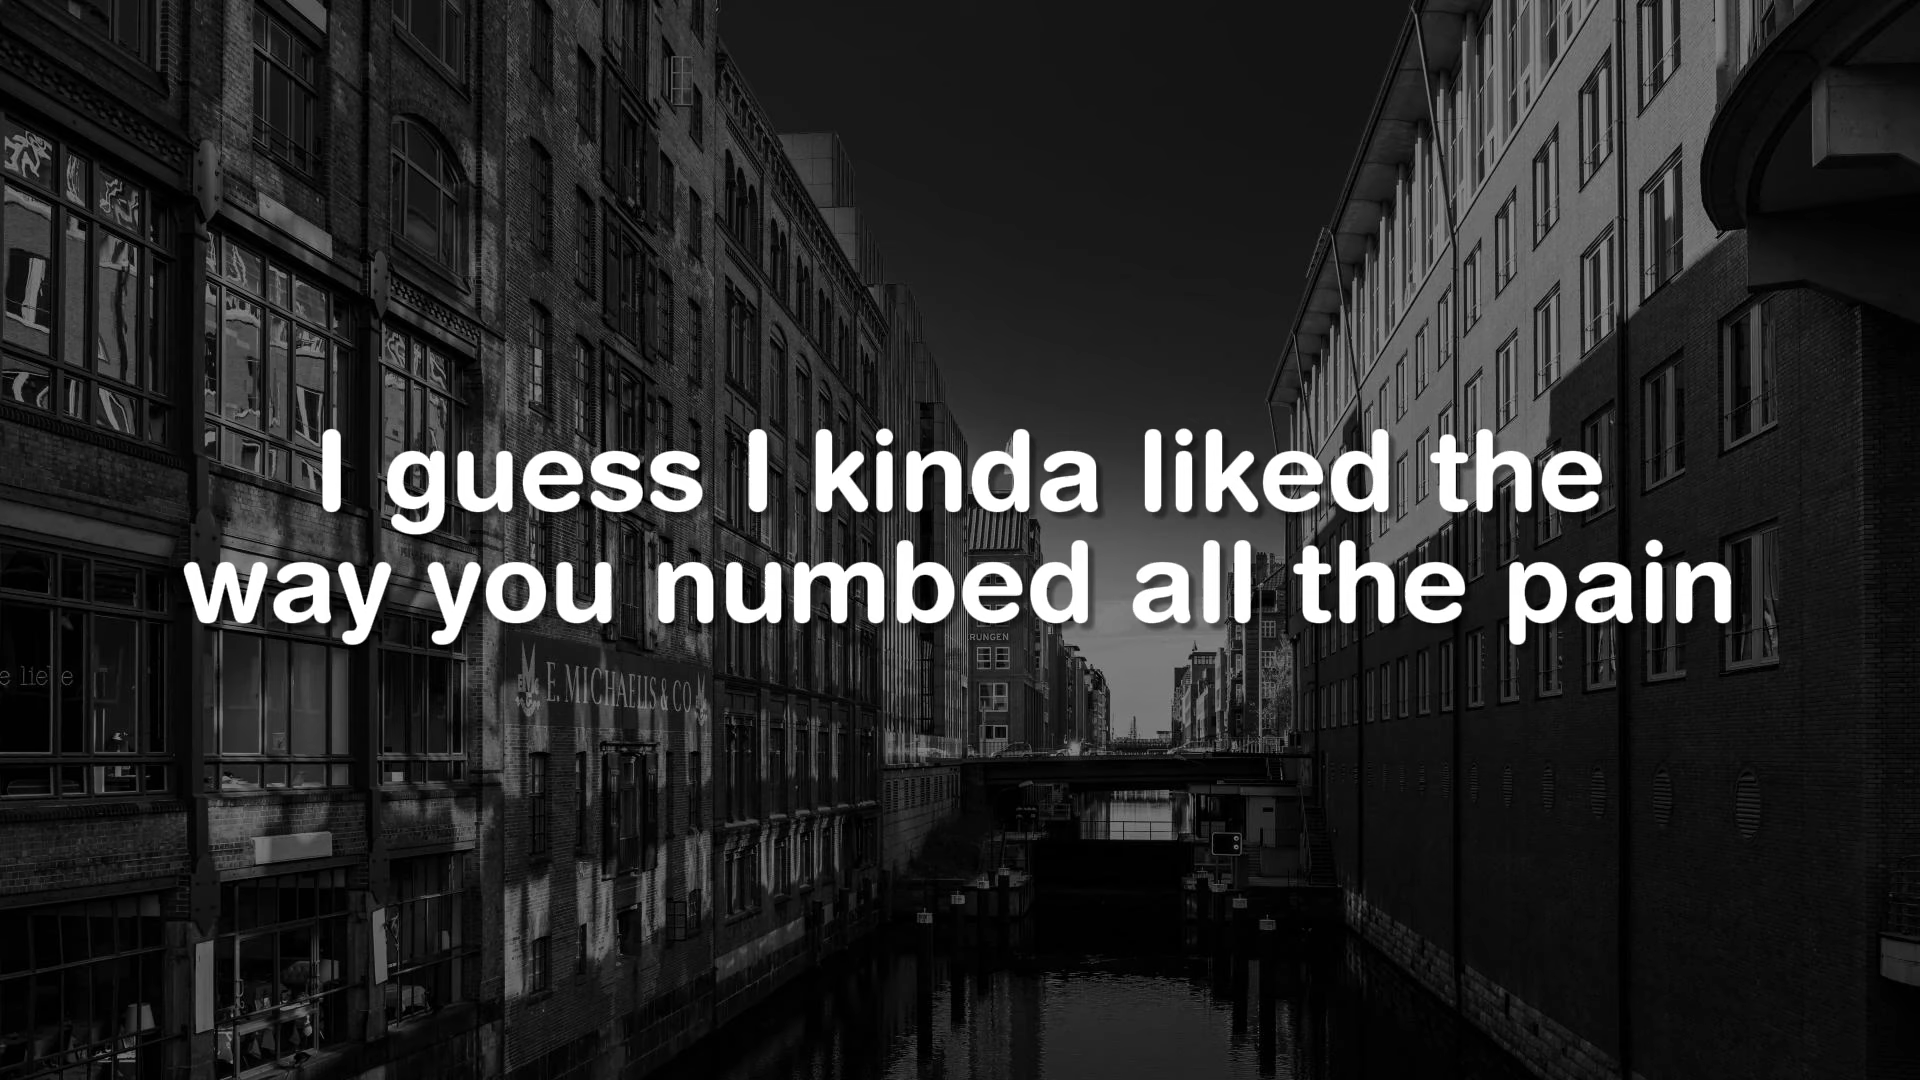 I guess I kinda liked the
way you numbed all the pain
RUNGEN
E. MICHAELIS & CO